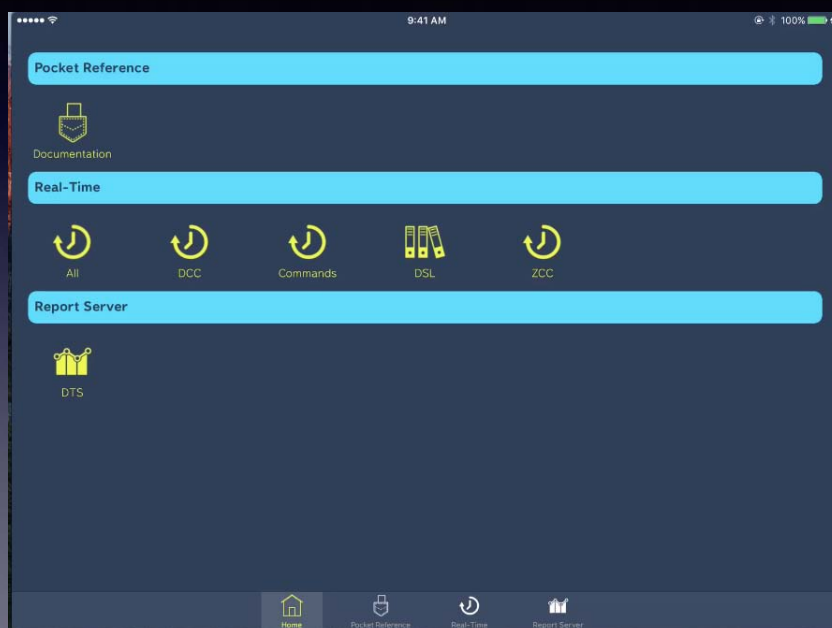 9:41 AM
100%
Pocket Reference
Documentation
Real-Time
All
DCC
Commands
DSL
ZCC
Report Server
DTS
Home
Pocket Reference
Real-Time
Report Server